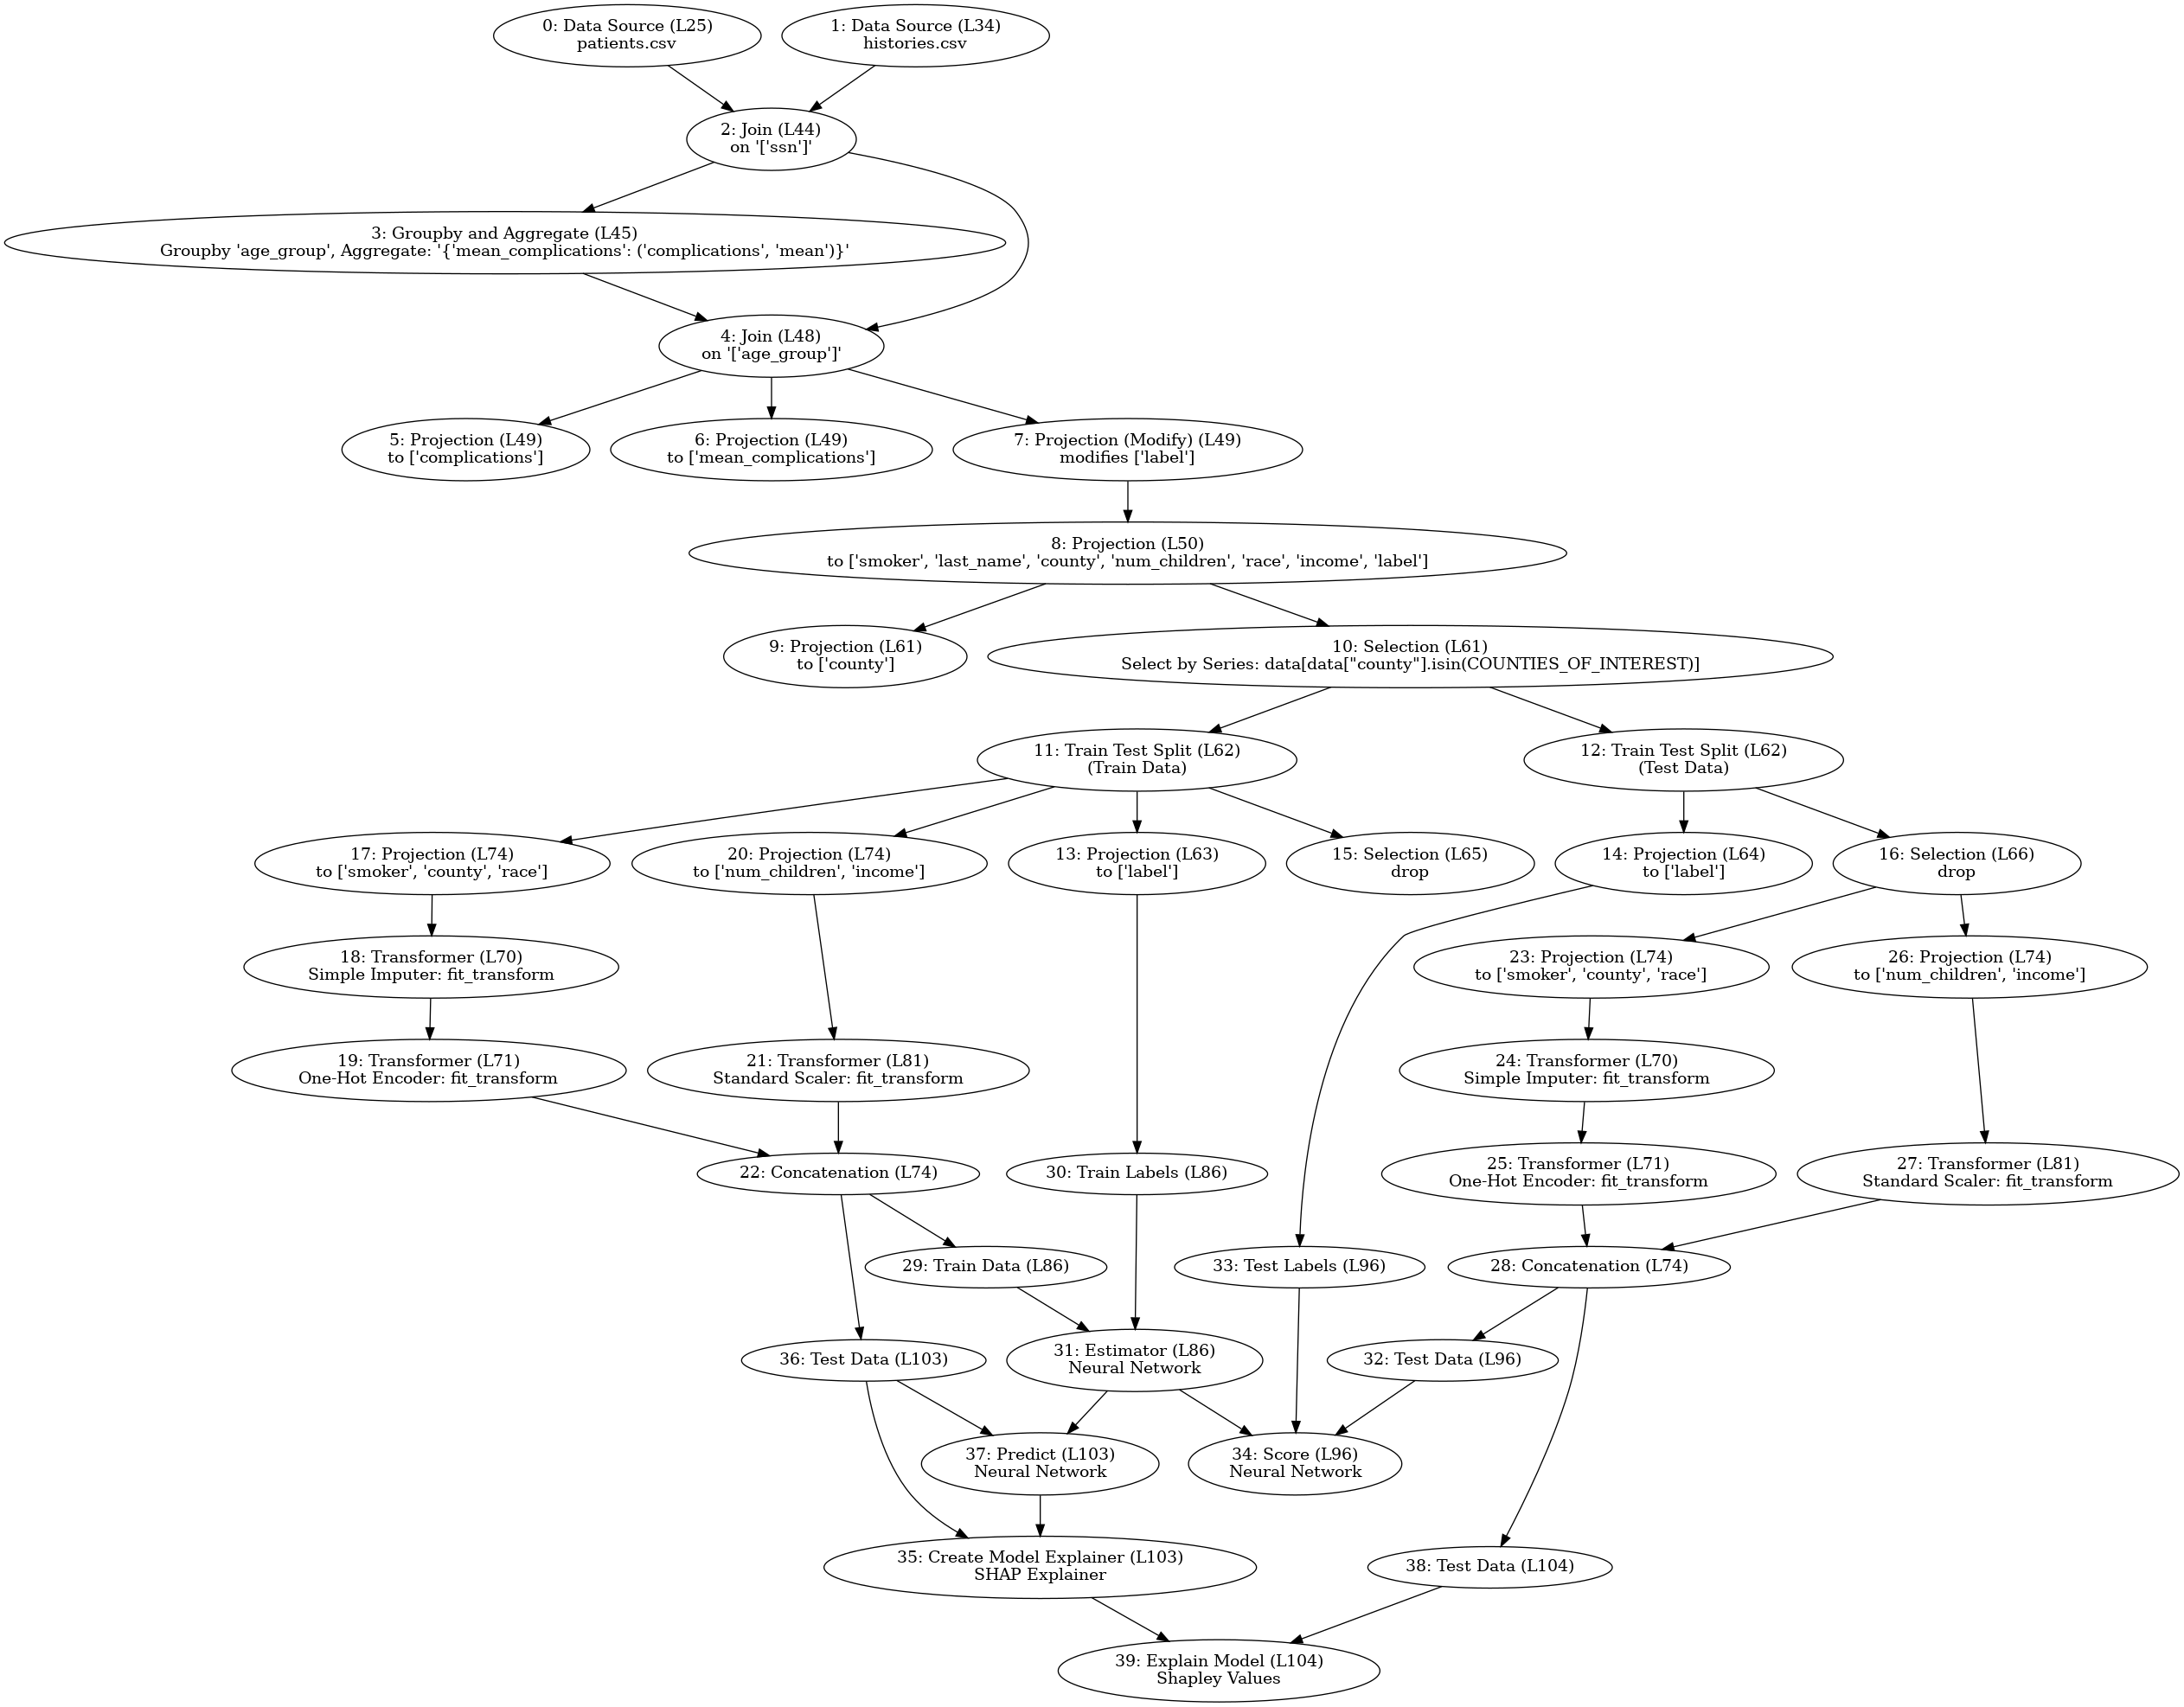 0: Data Source (L25)
patients.csv
1: Data Source (L34)
histories.csv
2: Join (L44)
on '['ssn']'
3: Groupby and Aggregate (L45)
Groupby 'age_group', Aggregate: '{'mean_complications': ('complications', 'mean')}'
4: Join (L48)
on '['age_group']'
5: Projection (L49)
to ['complications']
6: Projection (L49)
to ['mean_complications']
7: Projection (Modify) (L49)
modifies ['label']
8: Projection (L50)
to ['smoker', 'last_name', 'county', 'num_children', 'race', 'income', 'label']
9: Projection (L61)
to ['county']
10: Selection (L61)
Select by Series: data[data["county"].isin(COUNTIES_OF_INTEREST)]
11: Train Test Split (L62)
(Train Data)
12: Train Test Split (L62)
(Test Data)
17: Projection (L74)
to ['smoker', 'county', 'race']
20: Projection (L74)
to ['num_children', 'income']
13: Projection (L63)
to ['label']
15: Selection (L65)
drop
14: Projection (L64)
to ['label']
16: Selection (L66)
drop
18: Transformer (L70)
Simple Imputer: fit_transform
23: Projection (L74)
to ['smoker', 'county', 'race']
26: Projection (L74)
to ['num_children', 'income']
19: Transformer (L71)
One-Hot Encoder: fit_transform
21: Transformer (L81)
Standard Scaler: fit_transform
24: Transformer (L70)
Simple Imputer: fit_transform
22: Concatenation (L74)
30: Train Labels (L86)
25: Transformer (L71)
One-Hot Encoder: fit_transform
27: Transformer (L81)
Standard Scaler: fit_transform
29: Train Data (L86)
33: Test Labels (L96)
28: Concatenation (L74)
36: Test Data (L103)
31: Estimator (L86)
Neural Network
32: Test Data (L96)
37: Predict (L103)
Neural Network
34: Score (L96)
Neural Network
35: Create Model Explainer (L103)
SHAP Explainer
38: Test Data (L104)
39: Explain Model (L104)
Shapley Values